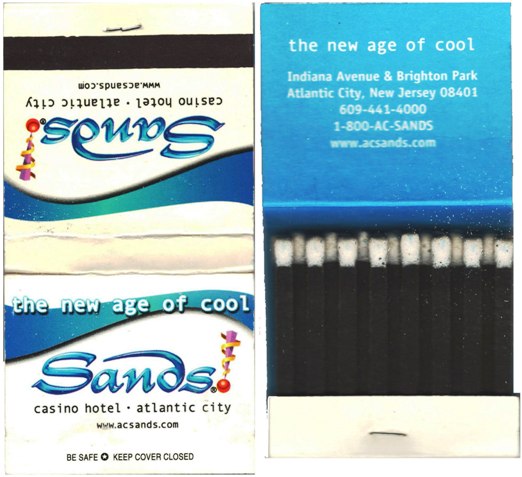 www.acsands.com
casino hotel · atlantic city
Sands®
the new age of cool
Sands®
casino hotel · atlantic city
www.acsands.com
BE SAFE ✪ KEEP COVER CLOSED
the new age of cool
Indiana Avenue & Brighton Park
Atlantic City, New Jersey 08401
609-441-4000
1-800-AC-SANDS
www.acsands.com